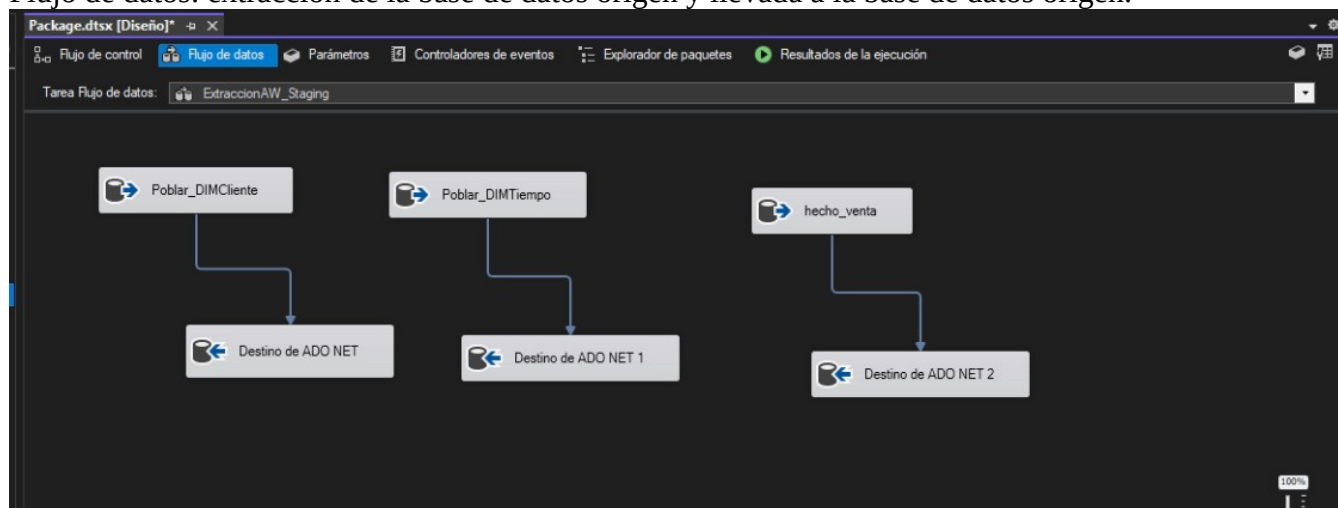 Flujo de datos: extracción de la base de datos origen y llevada a la base de datos origen.
Package.dtsx [Diseño]*
Flujo de control Flujo de datos Parámetros Controladores de eventos Explorador de paquetes Resultados de la ejecución
Tarea Flujo de datos: ExtraccionAW_Staging
Poblar_DIMCliente Poblar_DIMTiempo hecho_venta
Destino de ADO NET Destino de ADO NET 1 Destino de ADO NET 2
100%